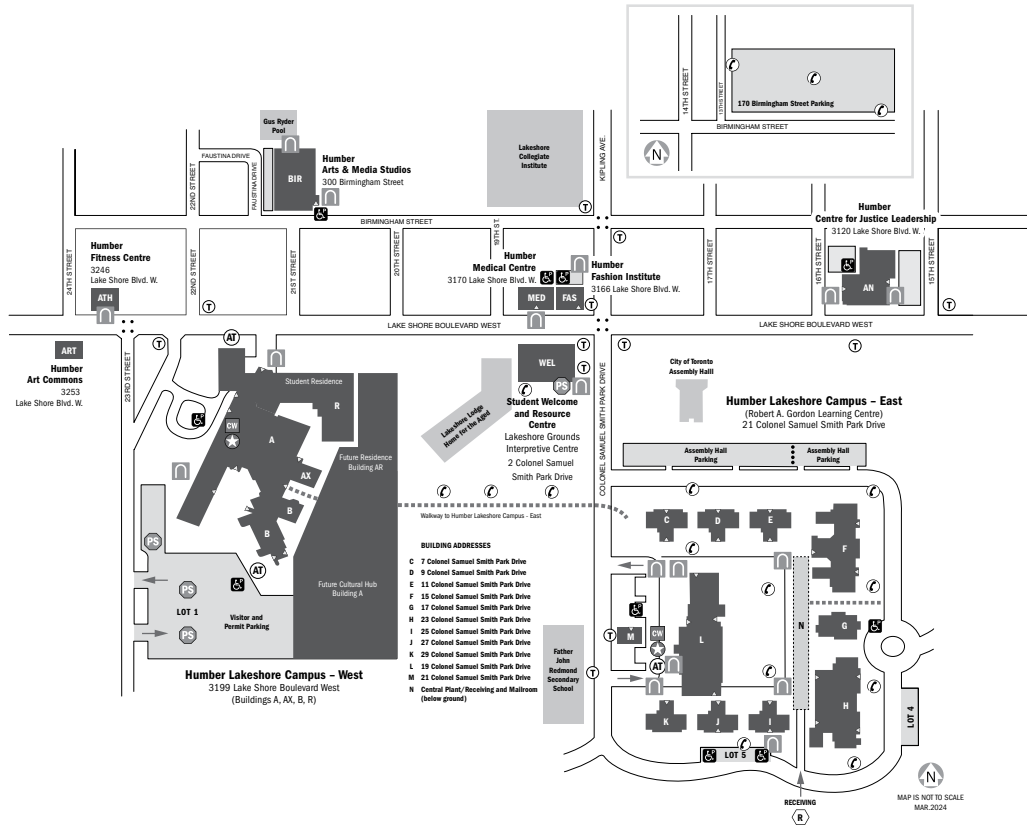 14TH STREET
13TH STREET
170 Birmingham Street Parking
BIRMINGHAM STREET
N
Gus Ryder
Pool
FAUSTINA DRIVE
FAUSTINA DRIVE
22ND STREET
BIR
Humber
Arts & Media Studios
300 Birmingham Street
P
Lakeshore
Collegiate
Institute
KIPLING AVE.
T
BIRMINGHAM STREET
19TH ST.
T
Humber
Centre for Justice Leadership
3120 Lake Shore Blvd. W.
P
AN
24TH STREET
Humber
Fitness Centre
3246
Lake Shore Blvd. W.
ATH
22ND STREET
21ST STREET
20TH STREET
Humber
Medical Centre
3170 Lake Shore Blvd. W.
P
P
Humber
Fashion Institute
3166 Lake Shore Blvd. W.
MED
FAS
17TH STREET
16TH STREET
15TH STREET
T
T
T
LAKE SHORE BOULEVARD WEST
LAKE SHORE BOULEVARD WEST
ART
Humber
Art Commons
3253
Lake Shore Blvd. W.
23RD STREET
T
AT
T
T
T
T
WEL
PS
Student Welcome
and Resource
Centre
Lakeshore Grounds
Interpretive Centre
2 Colonel Samuel
Smith Park Drive
Lakeshore Lodge
Home for the Aged
COLONEL SAMUEL SMITH PARK DRIVE
City of Toronto
Assembly Halll
Humber Lakeshore Campus – East
(Robert A. Gordon Learning Centre)
21 Colonel Samuel Smith Park Drive
Assembly Hall
Parking
Assembly Hall
Parking
Student Residence
R
P
CW
A
AX
B
B
Future Residence
Building AR
Future Cultural Hub
Building A
AT
P
PS
PS
LOT 1
PS
Visitor and
Permit Parking
Humber Lakeshore Campus – West
3199 Lake Shore Boulevard West
(Buildings A, AX, B, R)
Walkway to Humber Lakeshore Campus - East
BUILDING ADDRESSES
C 7 Colonel Samuel Smith Park Drive
D 9 Colonel Samuel Smith Park Drive
E 11 Colonel Samuel Smith Park Drive
F 15 Colonel Samuel Smith Park Drive
G 17 Colonel Samuel Smith Park Drive
H 23 Colonel Samuel Smith Park Drive
I 25 Colonel Samuel Smith Park Drive
J 27 Colonel Samuel Smith Park Drive
K 29 Colonel Samuel Smith Park Drive
L 19 Colonel Samuel Smith Park Drive
M 21 Colonel Samuel Smith Park Drive
N Central Plant/Receiving and Mailroom
(below ground)
Father
John
Redmond
Secondary
School
C
D
E
F
P
T
M
CW
AT
L
N
G
P
T
H
K
J
I
P
LOT 5
P
LOT 4
RECEIVING
R
N
MAP IS NOT TO SCALE
MAR.2024